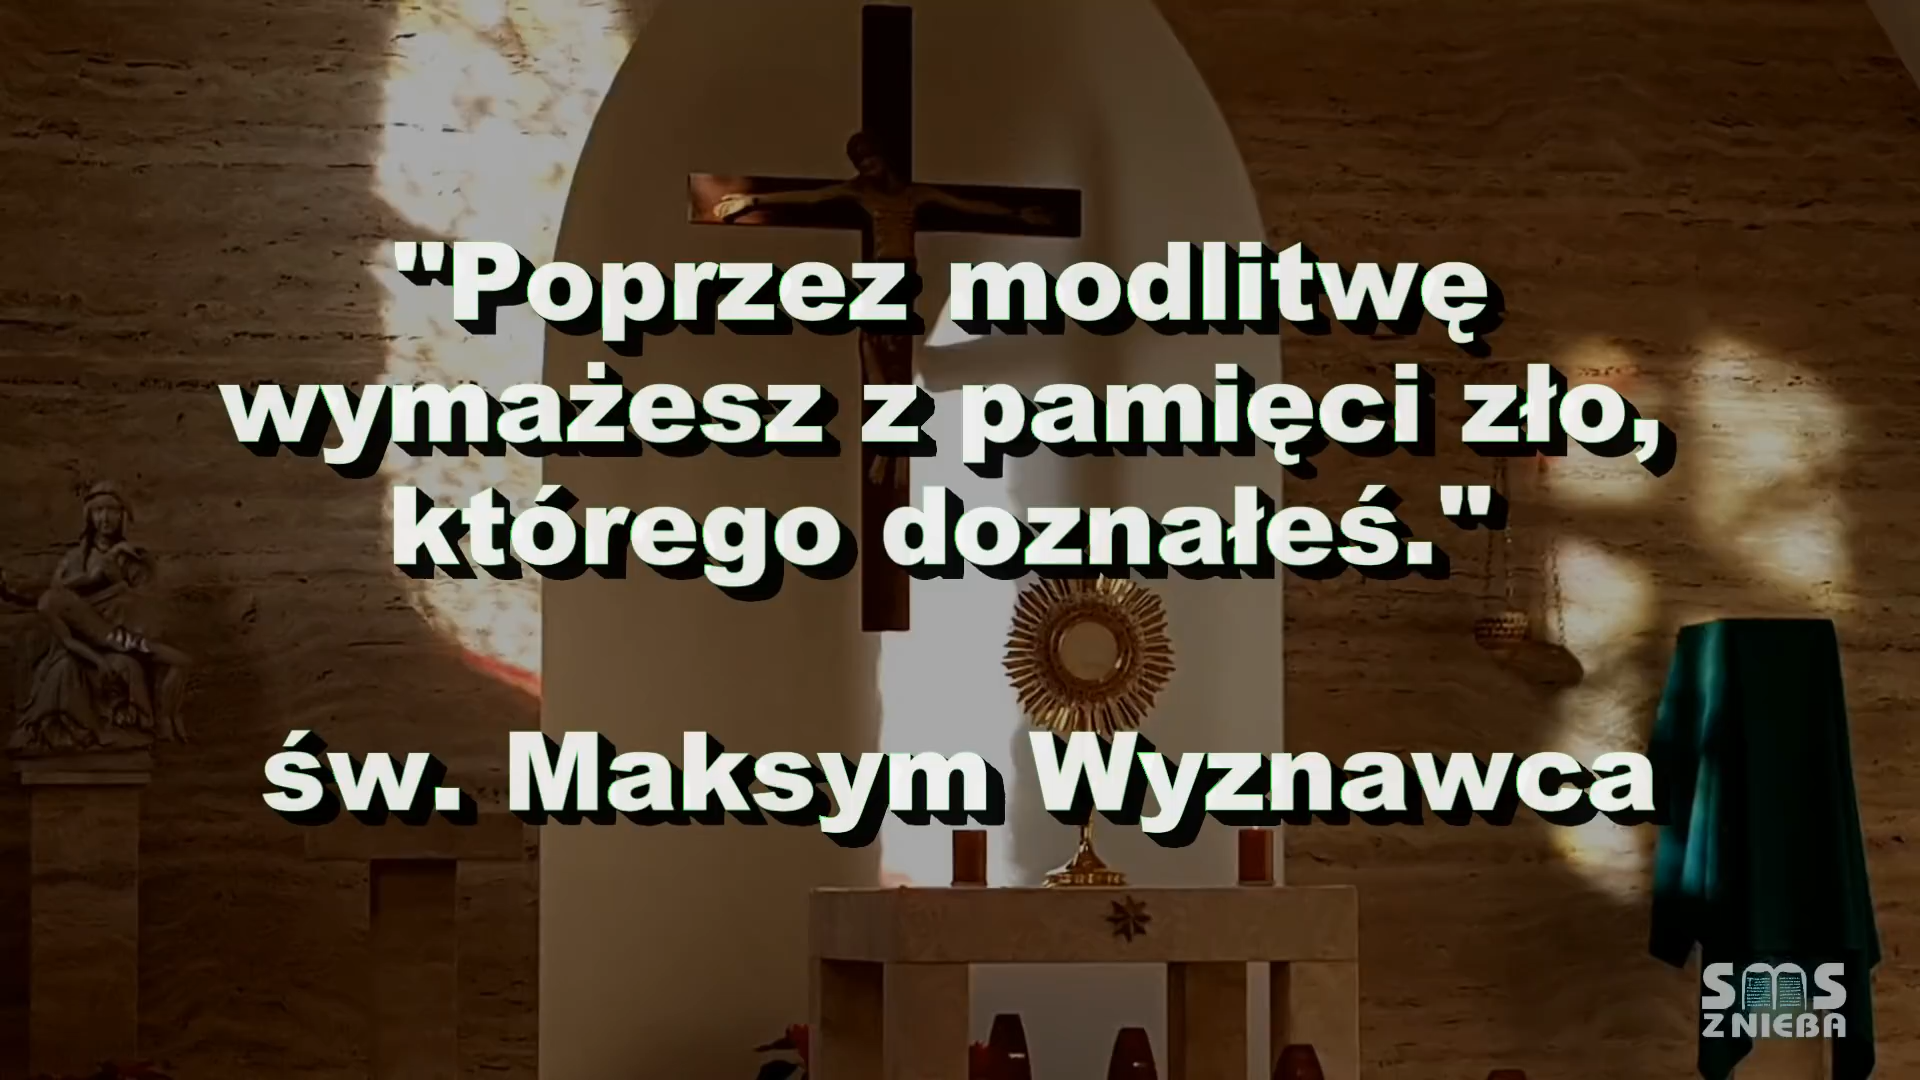 "Poprzez modlitwę
wymażesz z pamięci zło,
którego doznałeś."
św. Maksym Wyznawca
SMS
Z NIEBA